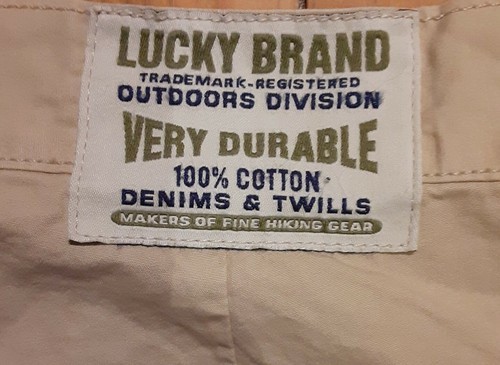 LUCKY BRAND
TRADEMARK-REGISTERED
OUTDOORS DIVISION
VERY DURABLE
100% COTTON
DENIMS & TWILLS
MAKERS OF FINE HIKING GEAR